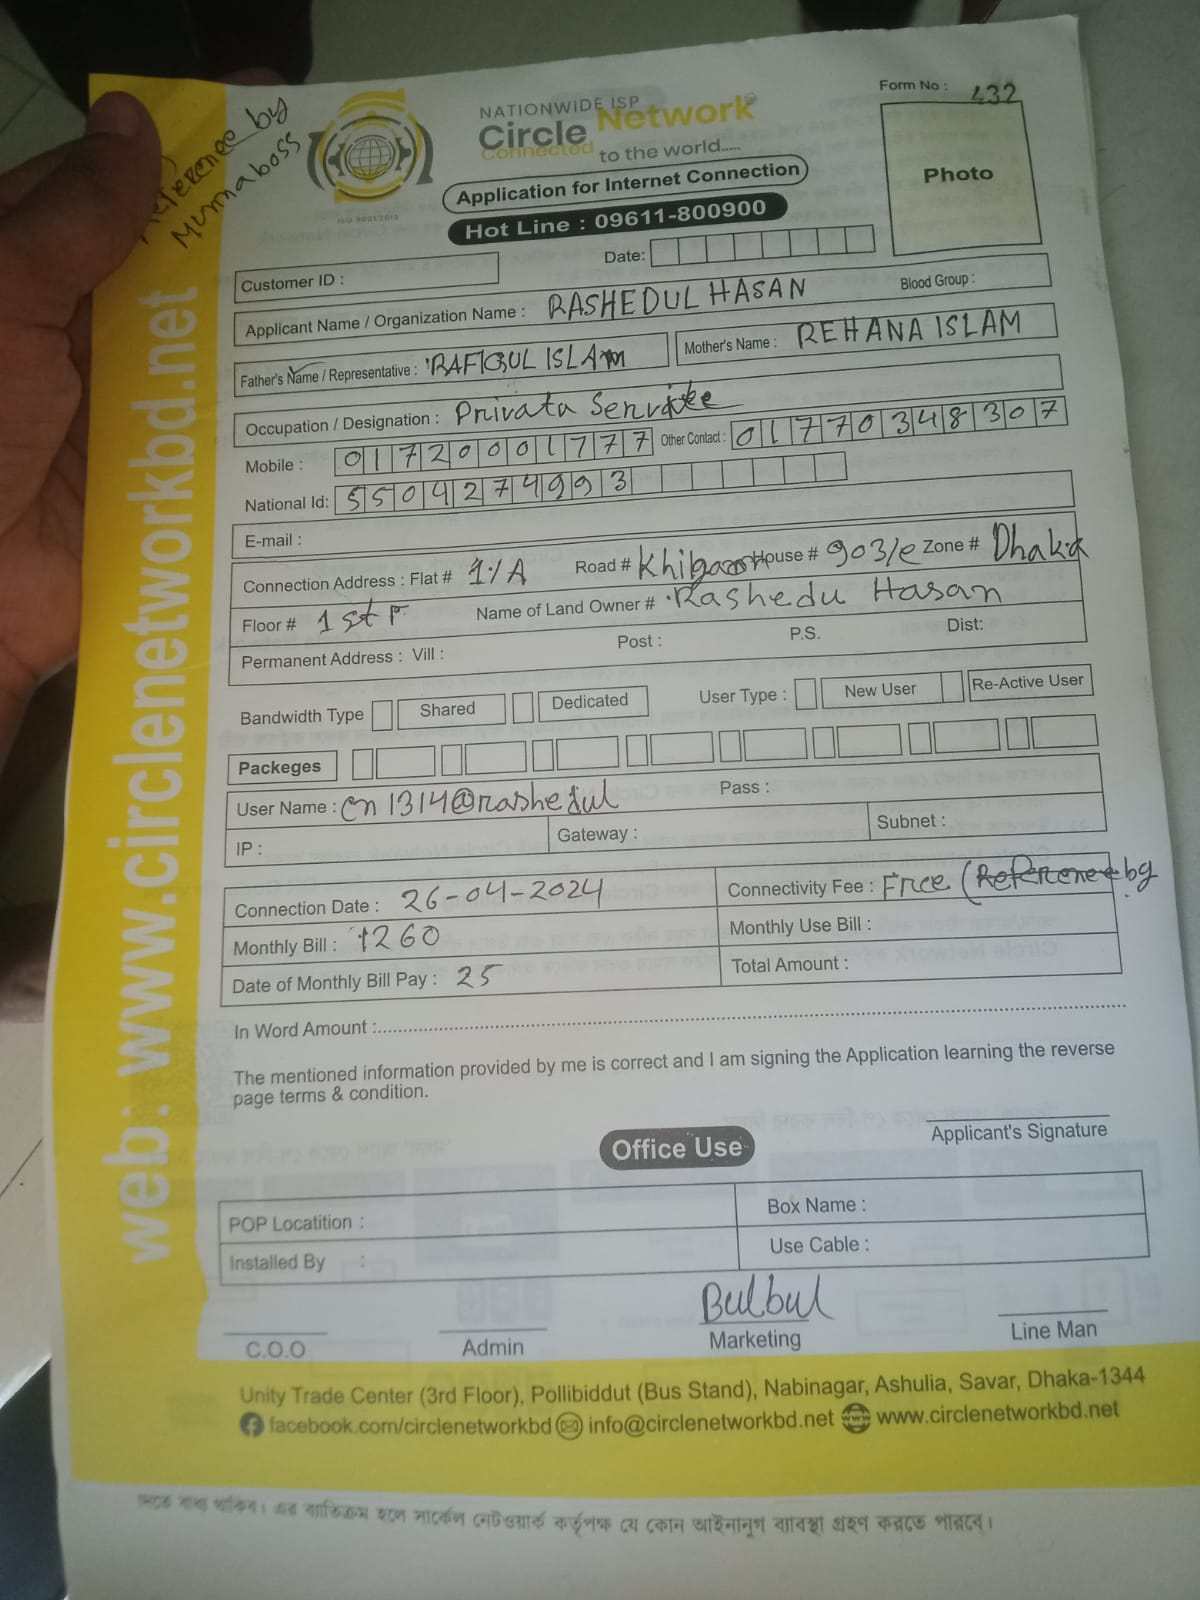 Reference by
Munnaboss
NATIONWIDE ISP
Circle Network
Connected to the world.....
ISO 9001:2015
Application for Internet Connection
Hot Line : 09611-800900
Form No : 432
Photo
Date:
Customer ID :
Applicant Name / Organization Name : RASHEDUL HASAN Blood Group :
Father's Name / Representative : RAFIQUL ISLAM Mother's Name : REHANA ISLAM
Occupation / Designation : Private Service
Mobile : 01720001777 Other Contact : 01770348307
National Id: 5504274993
E-mail :
Connection Address : Flat # 1/A Road # House # 903/e Zone # Dhaka
Floor # 1st F Name of Land Owner # Rashedu Hasan
Permanent Address : Vill : Post : P.S. Dist:
Bandwidth Type Shared Dedicated User Type : New User Re-Active User
Packeges
User Name : cn1314@rashedul Pass :
IP : Gateway : Subnet :
Connection Date : 26-04-2024 Connectivity Fee : Free (Reference by
Monthly Bill : 1260 Monthly Use Bill :
Date of Monthly Bill Pay : 25 Total Amount :
In Word Amount :
The mentioned information provided by me is correct and I am signing the Application learning the reverse
page terms & condition.
Applicant's Signature
Office Use
POP Locatition : Box Name :
Installed By : Use Cable :
Bulbul
C.O.O Admin Marketing Line Man
Unity Trade Center (3rd Floor), Pollibiddut (Bus Stand), Nabinagar, Ashulia, Savar, Dhaka-1344
facebook.com/circlenetworkbd info@circlenetworkbd.net www.circlenetworkbd.net
web: www.circlenetworkbd.net
দিতে বাধ্য থাকিব। এর ব্যতিক্রম হলে সার্কেল নেটওয়ার্ক কর্তৃপক্ষ যে কোন আইনানুগ ব্যাবস্থা গ্রহণ করতে পারবে।